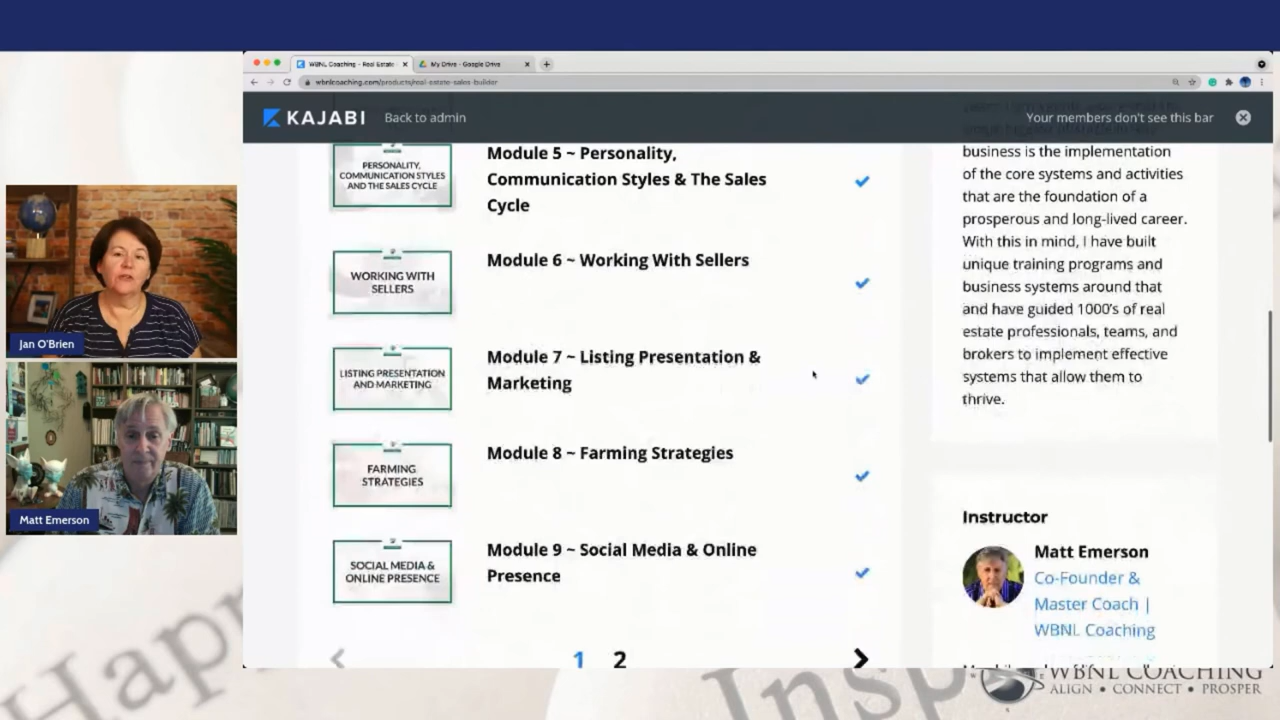 WBNL Coaching - Real Estate
My Drive - Google Drive
wbnlcoaching.com/products/real-estate-sales-builder
KAJABI
Back to admin
Your members don't see this bar
PERSONALITY,
COMMUNICATION STYLES
AND THE SALES CYCLE
Module 5 ~ Personality,
Communication Styles & The Sales
Cycle
WORKING WITH
SELLERS
Module 6 ~ Working With Sellers
LISTING PRESENTATION
AND MARKETING
Module 7 ~ Listing Presentation &
Marketing
FARMING
STRATEGIES
Module 8 ~ Farming Strategies
SOCIAL MEDIA &
ONLINE PRESENCE
Module 9 ~ Social Media & Online
Presence
1 2
business is the implementation
of the core systems and activities
that are the foundation of a
prosperous and long-lived career.
With this in mind, I have built
unique training programs and
business systems around that
and have guided 1000's of real
estate professionals, teams, and
brokers to implement effective
systems that allow them to
thrive.
Instructor
Matt Emerson
Co-Founder &
Master Coach |
WBNL Coaching
Jan O'Brien
Matt Emerson
Hap
Insp
WBNL COACHING
ALIGN • CONNECT • PROSPER